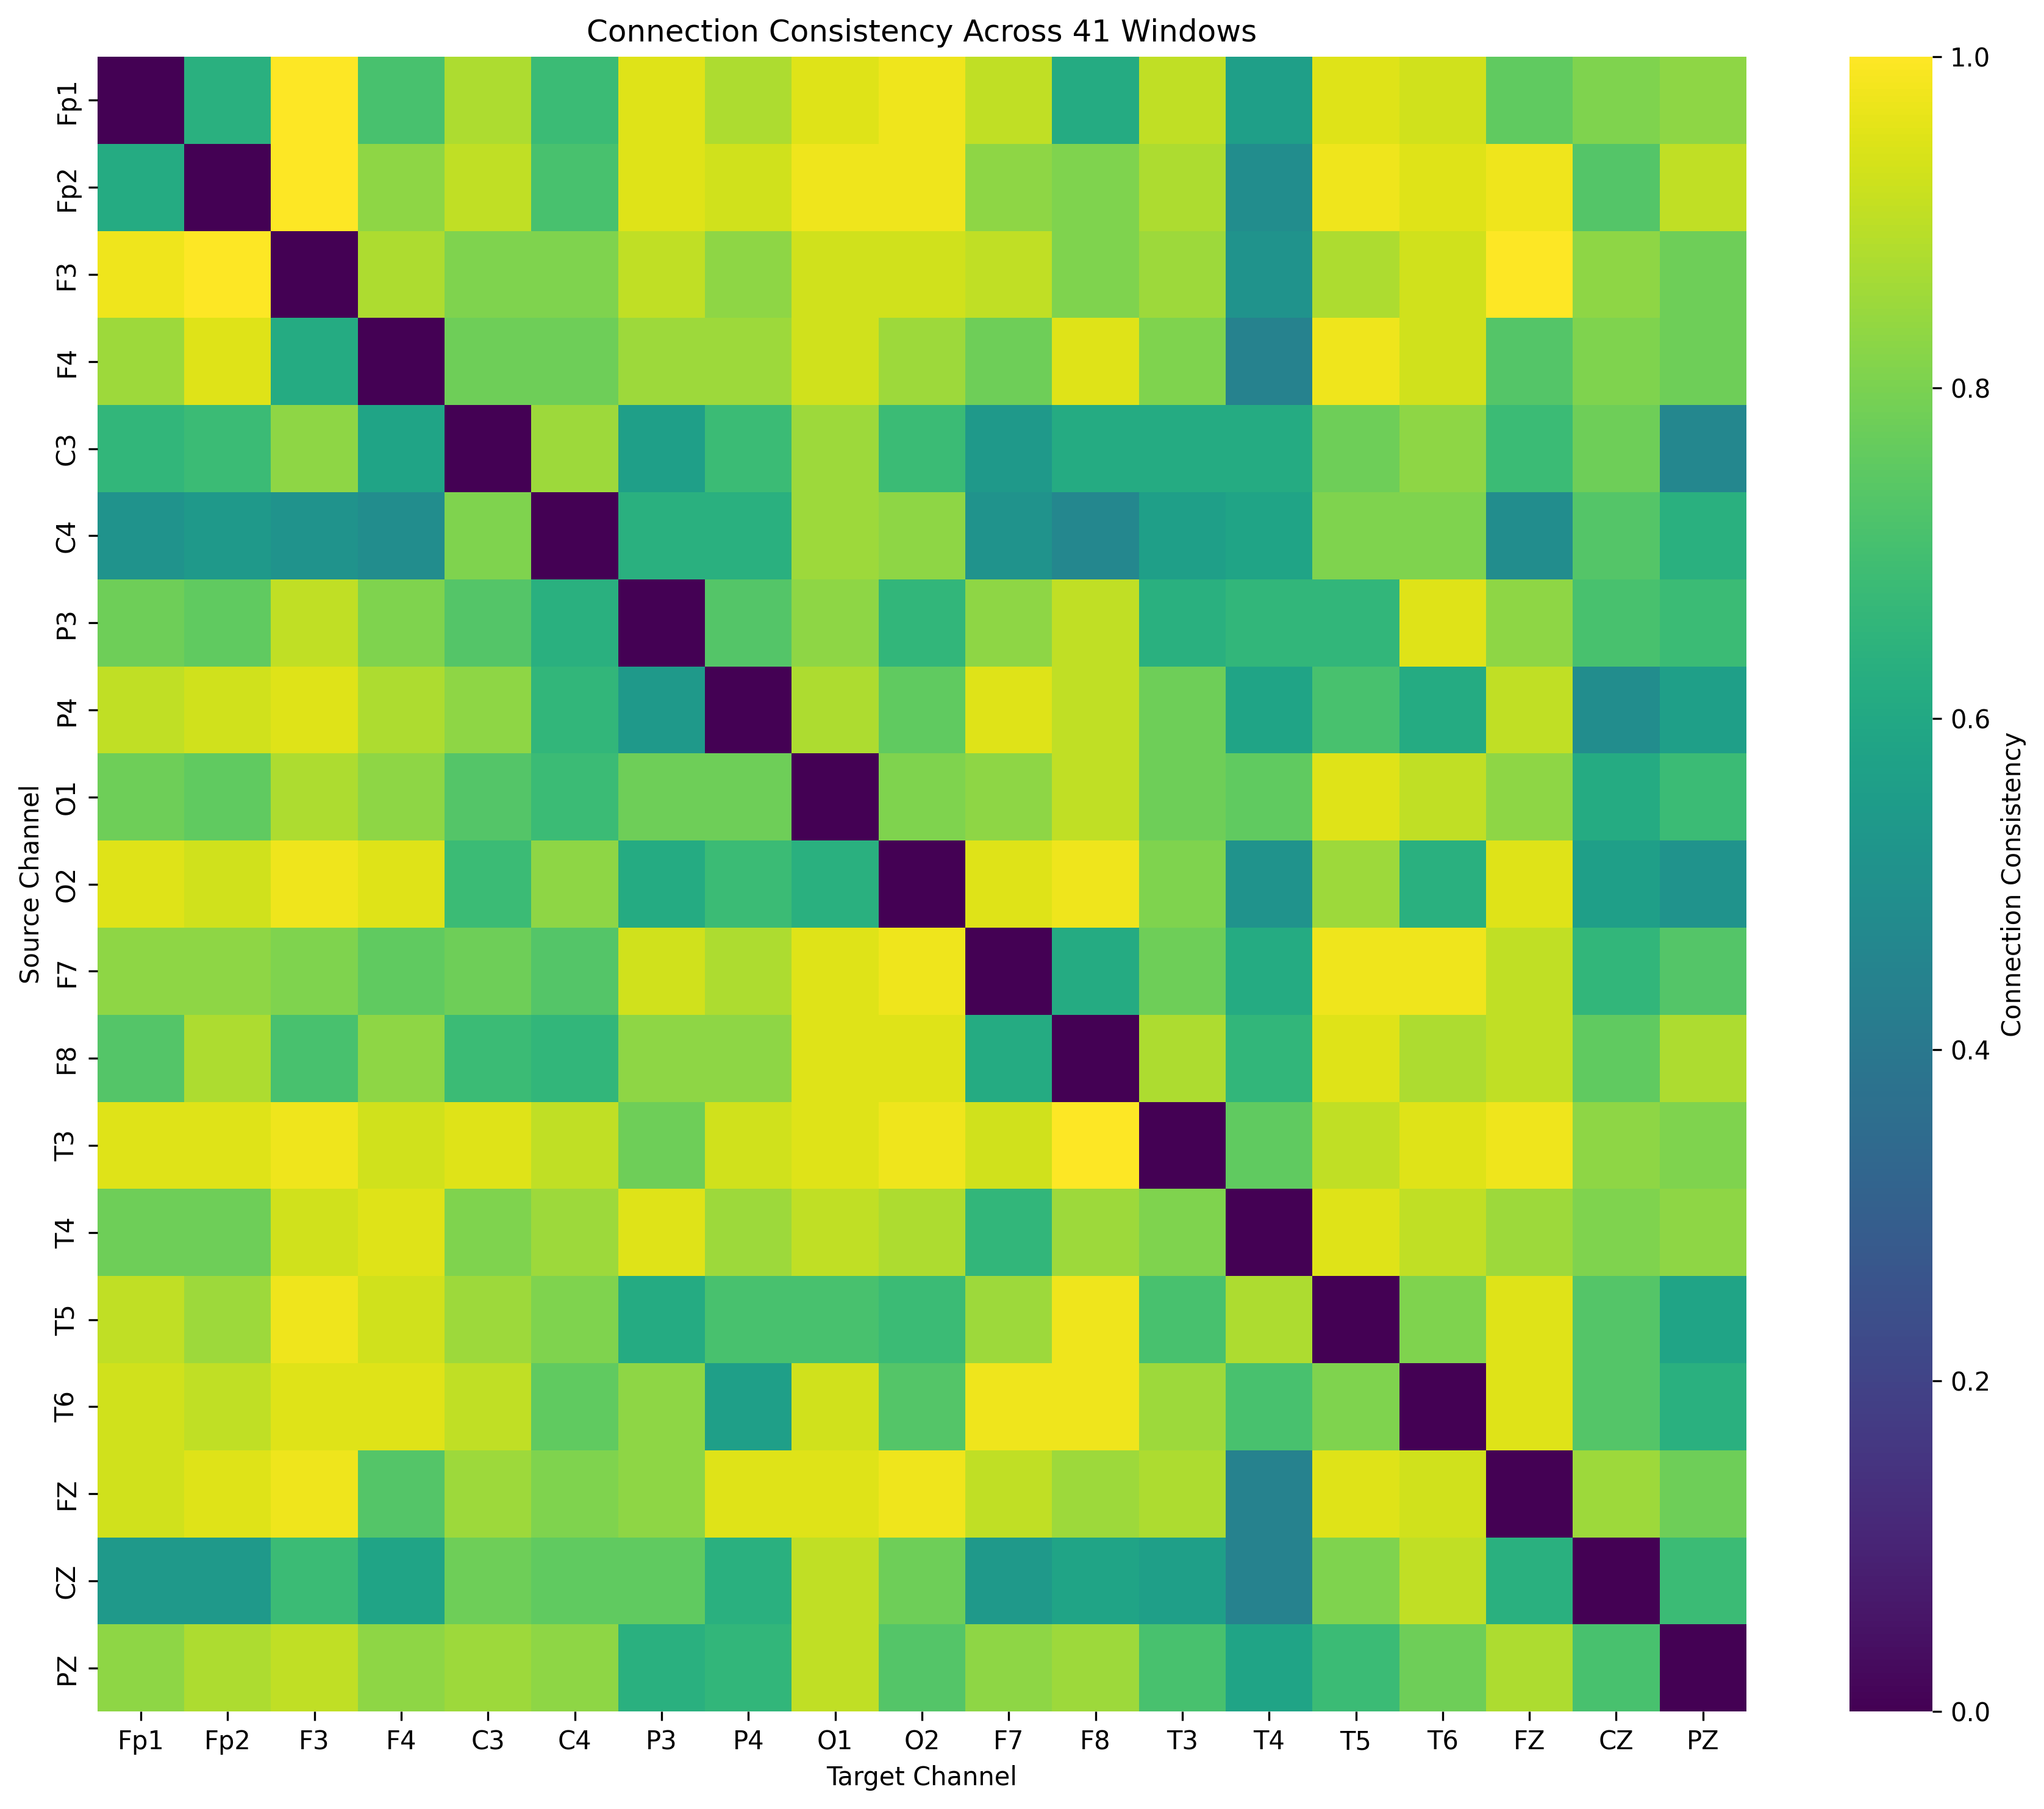 Connection Consistency Across 41 Windows
Source Channel
Fp1
Fp2
F3
F4
C3
C4
P3
P4
O1
O2
F7
F8
T3
T4
T5
T6
FZ
CZ
PZ
Fp1 Fp2 F3 F4 C3 C4 P3 P4 O1 O2 F7 F8 T3 T4 T5 T6 FZ CZ PZ
Target Channel
1.0
0.8
0.6
0.4
0.2
0.0
Connection Consistency